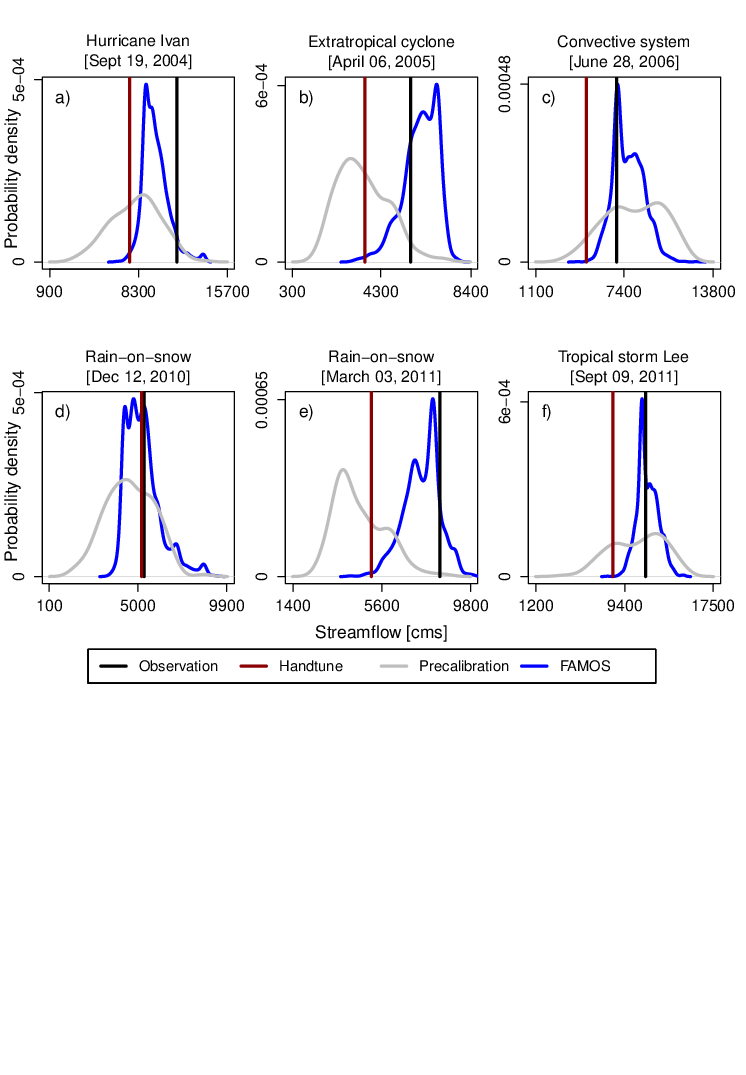 Hurricane Ivan
[Sept 19, 2004]
Extratropical cyclone
[April 06, 2005]
Convective system
[June 28, 2006]
Probability density
a)
0
5e−04
900
8300
15700
b)
0
6e−04
300
4300
8400
c)
0
0.00048
1100
7400
13800
Rain−on−snow
[Dec 12, 2010]
Rain−on−snow
[March 03, 2011]
Tropical storm Lee
[Sept 09, 2011]
Probability density
d)
0
5e−04
100
5000
9900
e)
0
0.00065
1400
5600
9800
f)
0
6e−04
1200
9400
17500
Streamflow [cms]
Observation Handtune Precalibration FAMOS